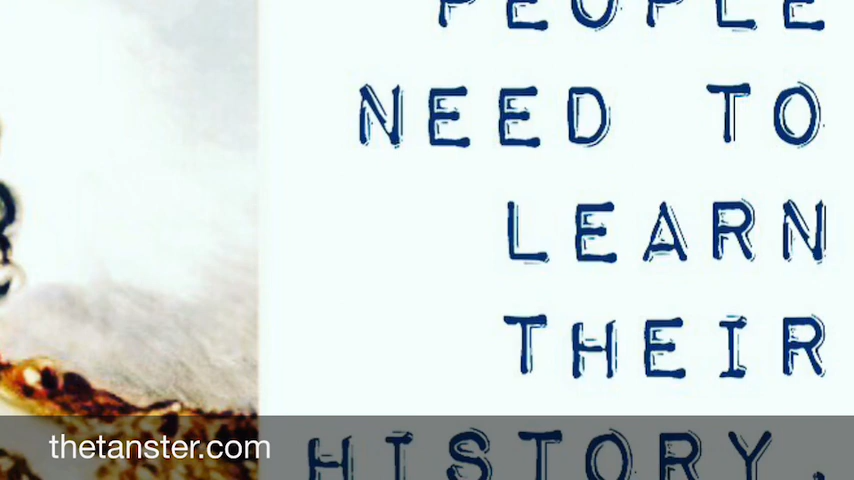 PEOPLE
NEED TO
LEARN
THEIR
HISTORY.
thetanster.com